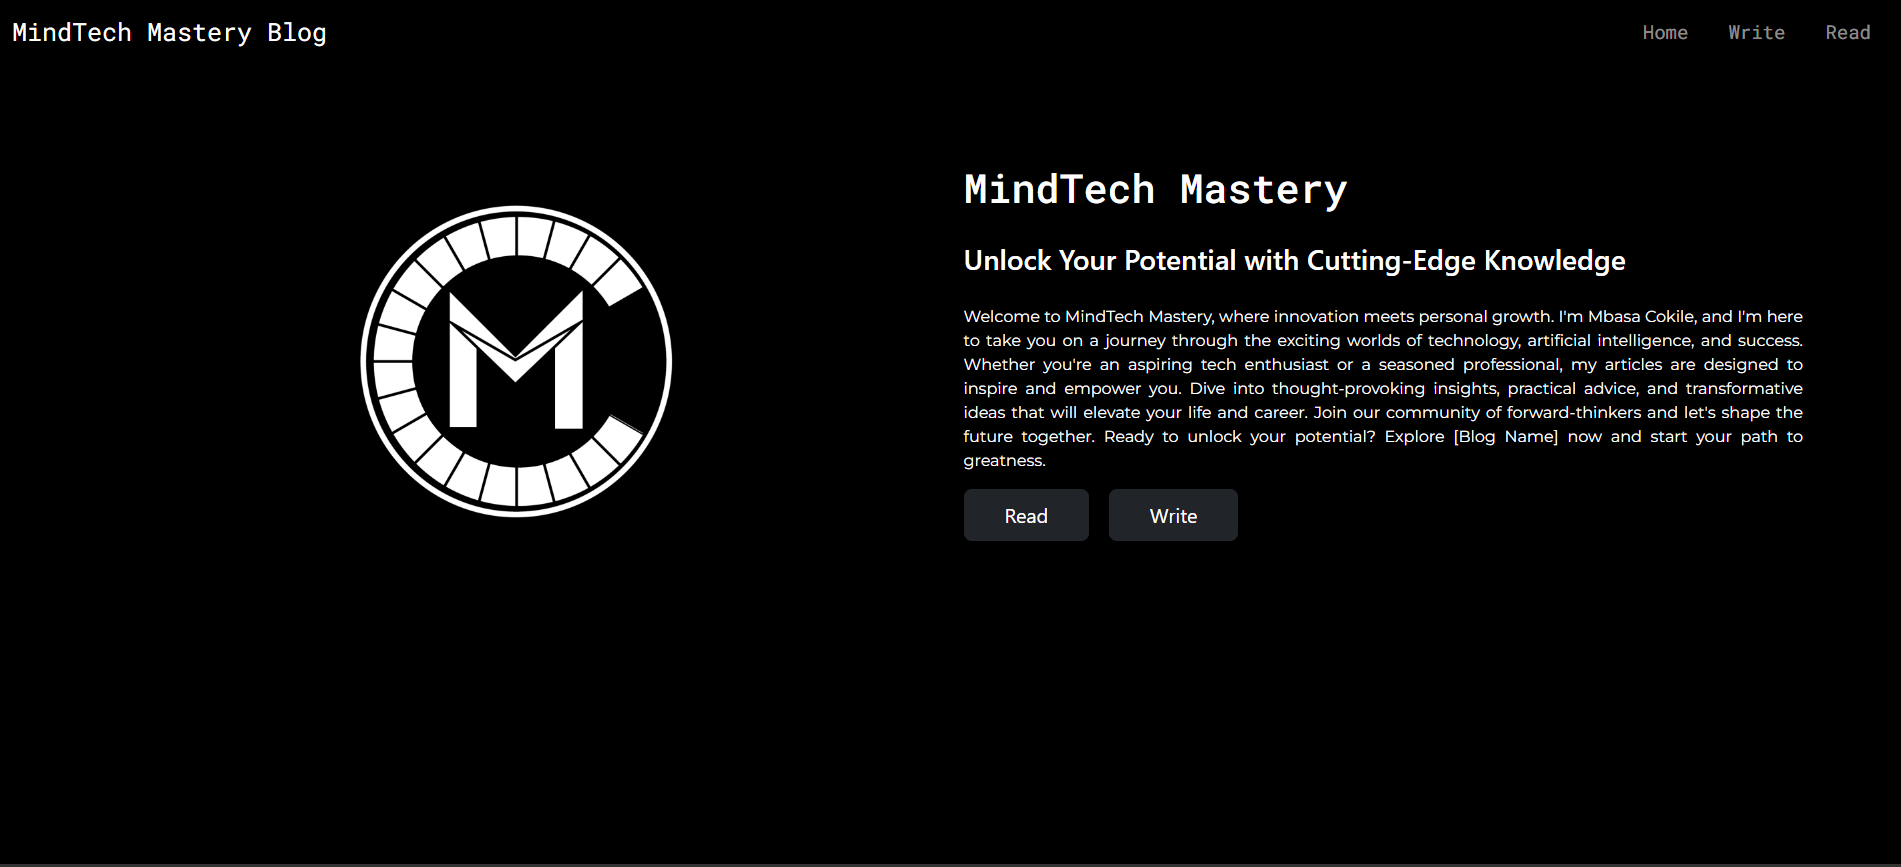 MindTech Mastery Blog
Home Write Read
M
MindTech Mastery
Unlock Your Potential with Cutting-Edge Knowledge
Welcome to MindTech Mastery, where innovation meets personal growth. I'm Mbasa Cokile, and I'm here
to take you on a journey through the exciting worlds of technology, artificial intelligence, and success.
Whether you're an aspiring tech enthusiast or a seasoned professional, my articles are designed to
inspire and empower you. Dive into thought-provoking insights, practical advice, and transformative
ideas that will elevate your life and career. Join our community of forward-thinkers and let's shape the
future together. Ready to unlock your potential? Explore [Blog Name] now and start your path to
greatness.
Read Write